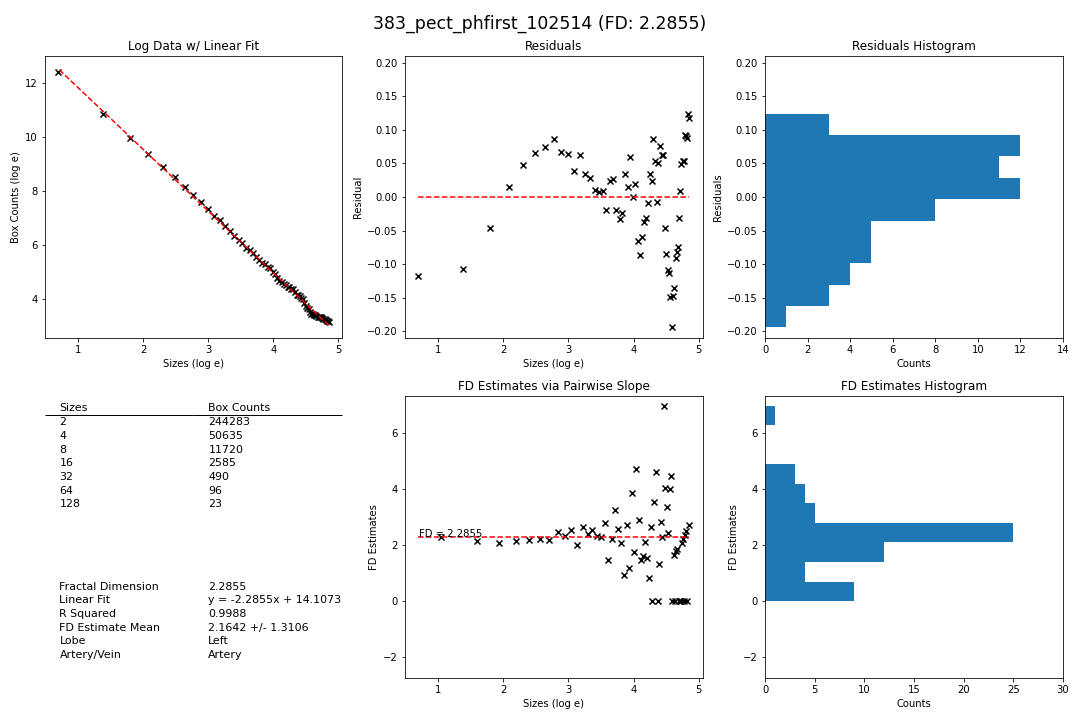 383_pect_phfirst_102514 (FD: 2.2855)
Log Data w/ Linear Fit
Box Counts (log e)
12
10
8
6
4
1 2 3 4 5
Sizes (log e)
Residuals
Residual
0.20
0.15
0.10
0.05
0.00
−0.05
−0.10
−0.15
−0.20
1 2 3 4 5
Sizes (log e)
Residuals Histogram
Residuals
0.20
0.15
0.10
0.05
0.00
−0.05
−0.10
−0.15
−0.20
0 2 4 6 8 10 12 14
Counts
Sizes Box Counts
2 244283
4 50635
8 11720
16 2585
32 490
64 96
128 23
Fractal Dimension 2.2855
Linear Fit y = -2.2855x + 14.1073
R Squared 0.9988
FD Estimate Mean 2.1642 +/- 1.3106
Lobe Left
Artery/Vein Artery
FD Estimates via Pairwise Slope
FD Estimates
6
4
2
0
−2
FD = 2.2855
1 2 3 4 5
Sizes (log e)
FD Estimates Histogram
FD Estimates
6
4
2
0
−2
0 5 10 15 20 25 30
Counts